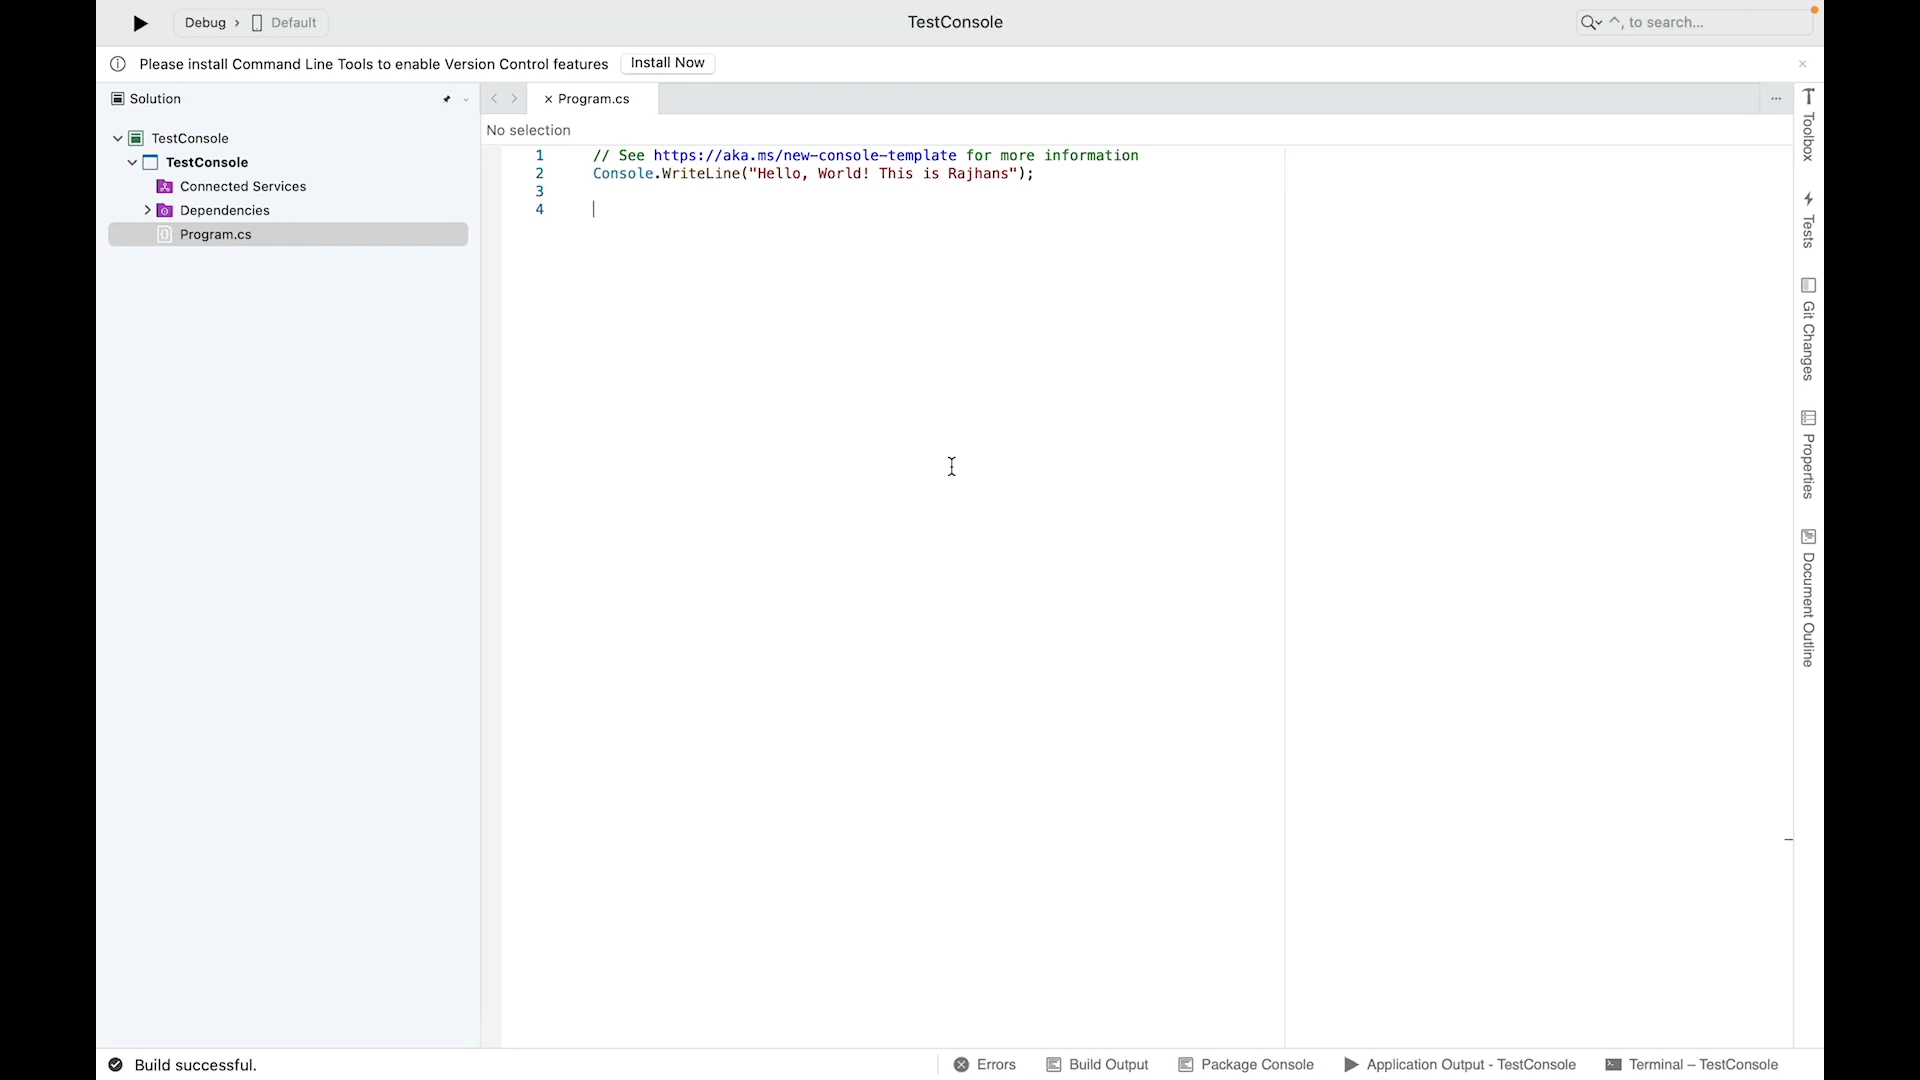 Debug › Default
TestConsole
⌃, to search...
Please install Command Line Tools to enable Version Control features
Install Now
Solution
Program.cs
No selection
TestConsole
TestConsole
Connected Services
Dependencies
Program.cs
1 // See https://aka.ms/new-console-template for more information
2 Console.WriteLine("Hello, World! This is Rajhans");
3
4
Toolbox
Tests
Git Changes
Properties
Document Outline
Build successful.
Errors
Build Output
Package Console
Application Output - TestConsole
Terminal – TestConsole